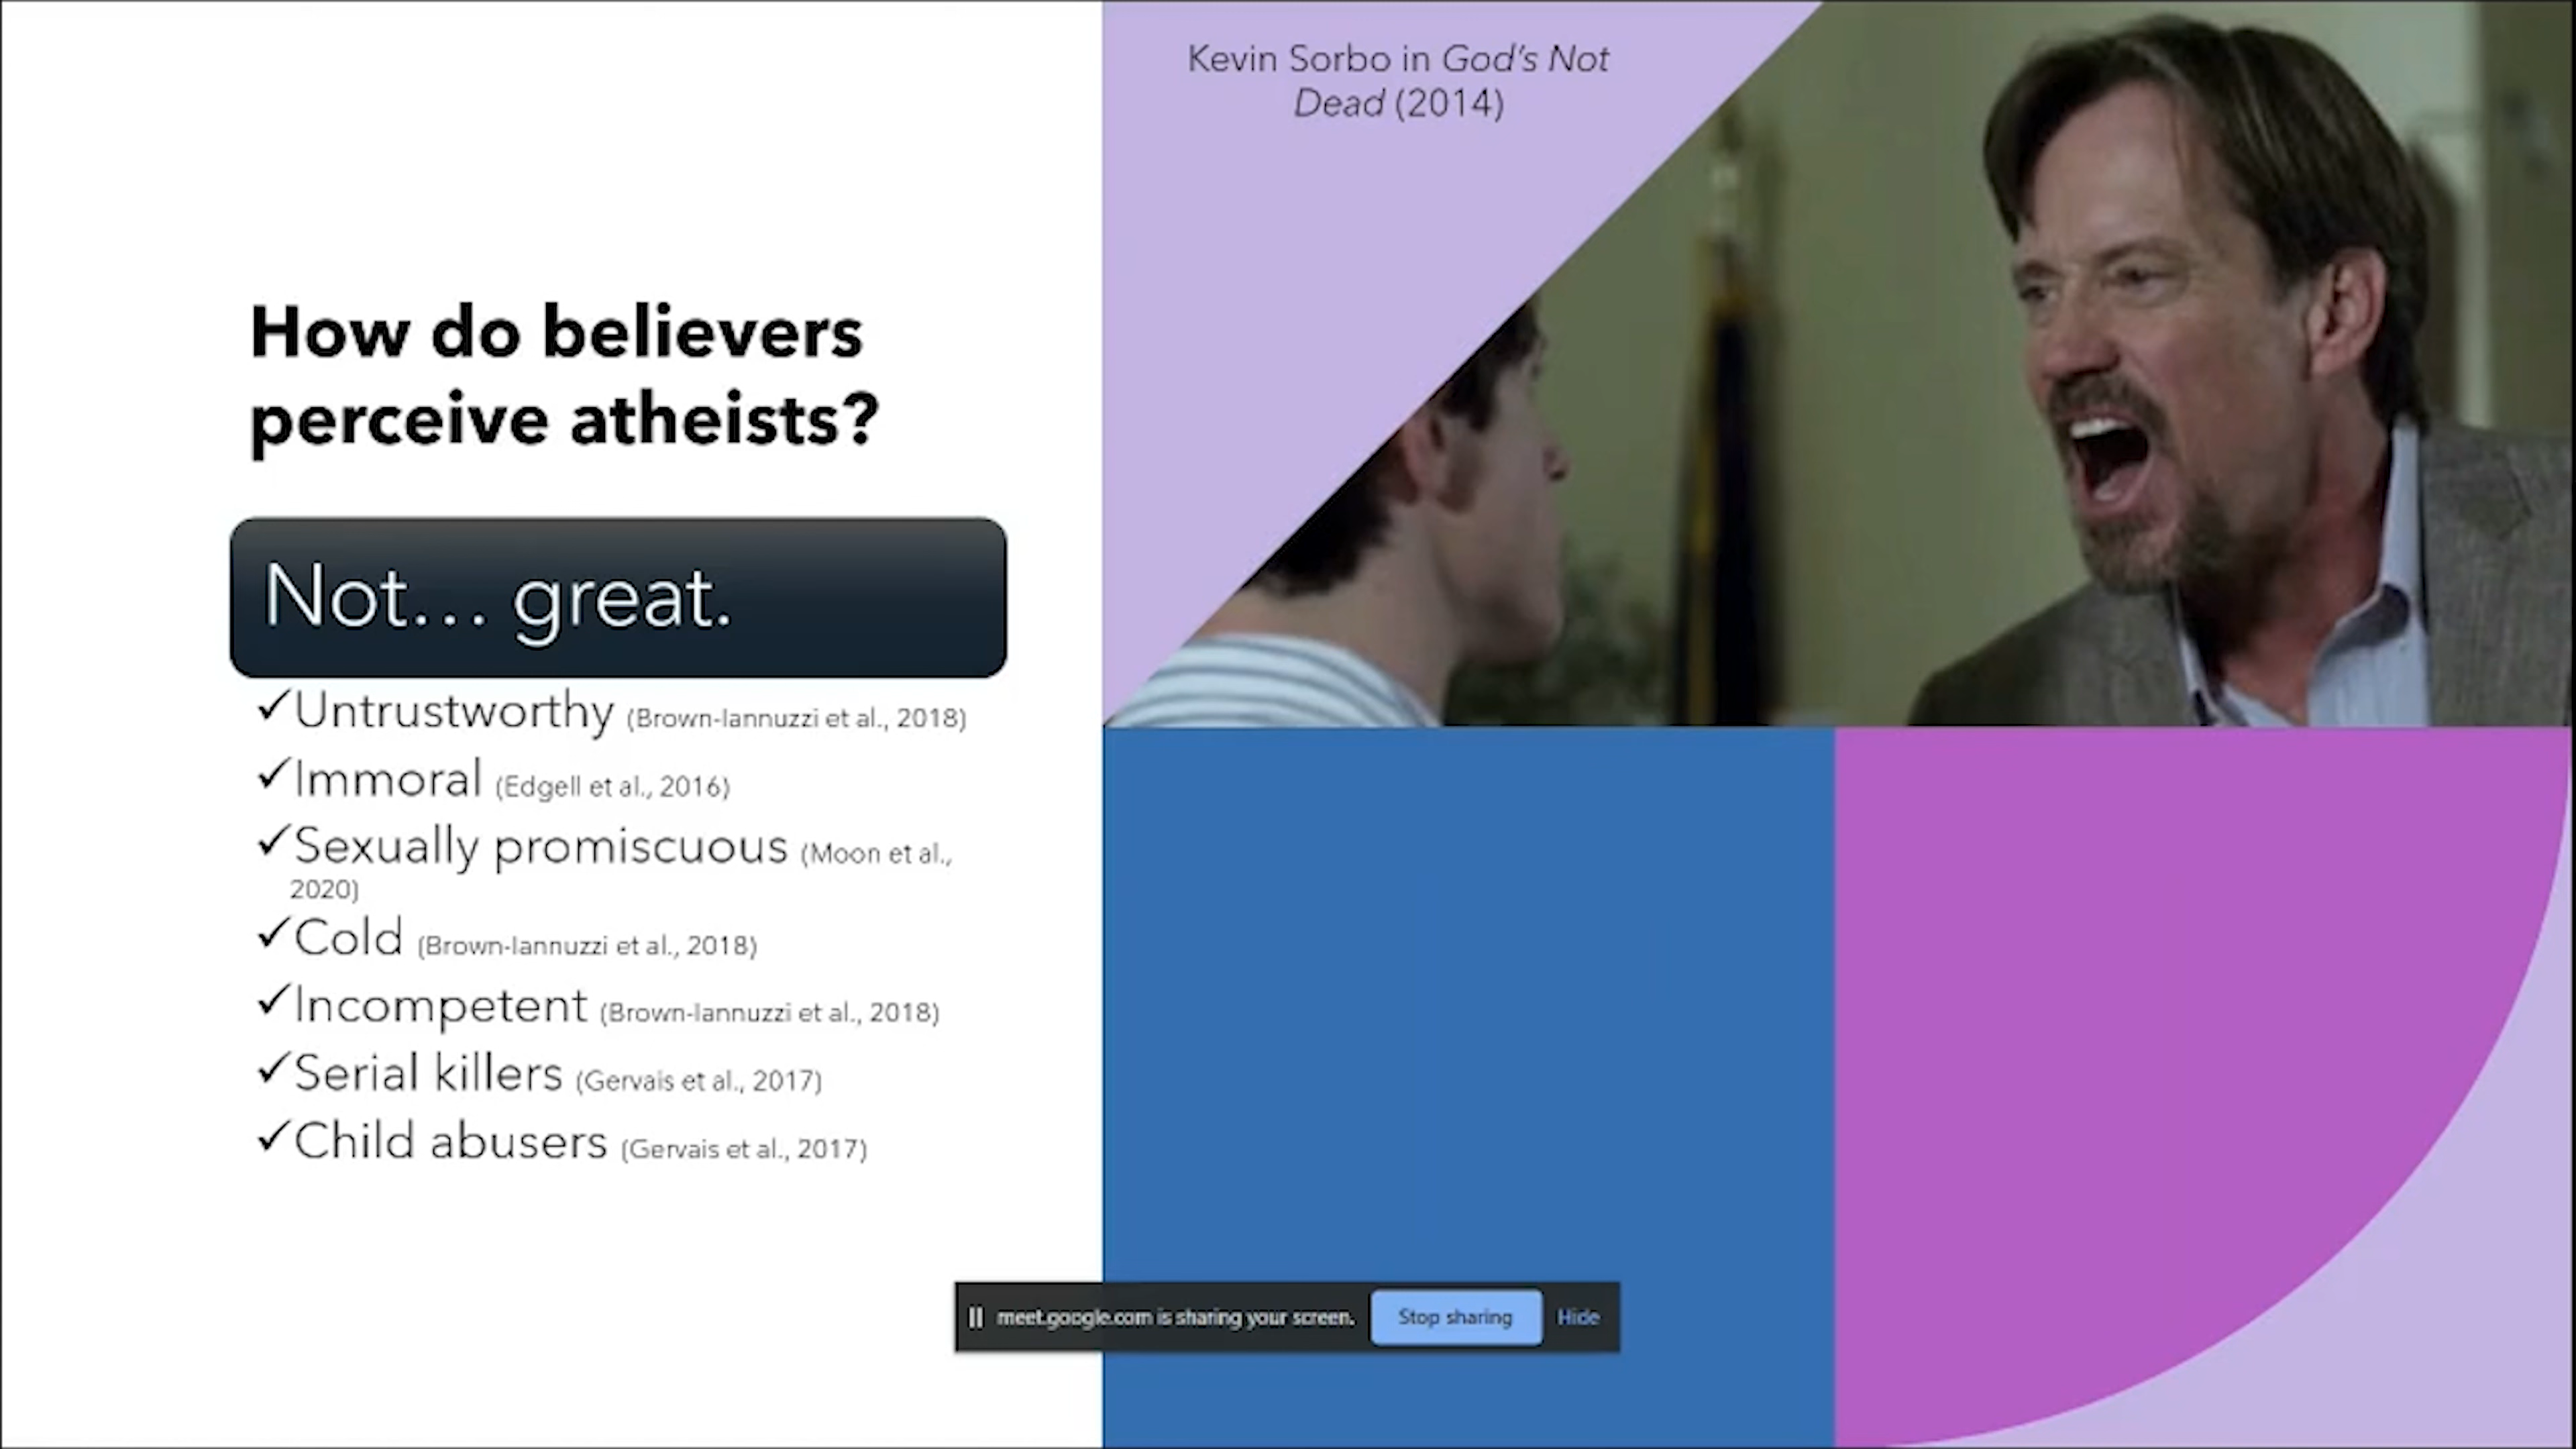 Kevin Sorbo in God's Not
Dead (2014)
How do believers
perceive atheists?
Not... great.
✓Untrustworthy (Brown-Iannuzzi et al., 2018)
✓Immoral (Edgell et al., 2016)
✓Sexually promiscuous (Moon et al.,
2020)
✓Cold (Brown-Iannuzzi et al., 2018)
✓Incompetent (Brown-Iannuzzi et al., 2018)
✓Serial killers (Gervais et al., 2017)
✓Child abusers (Gervais et al., 2017)
meet.google.com is sharing your screen. Stop sharing Hide